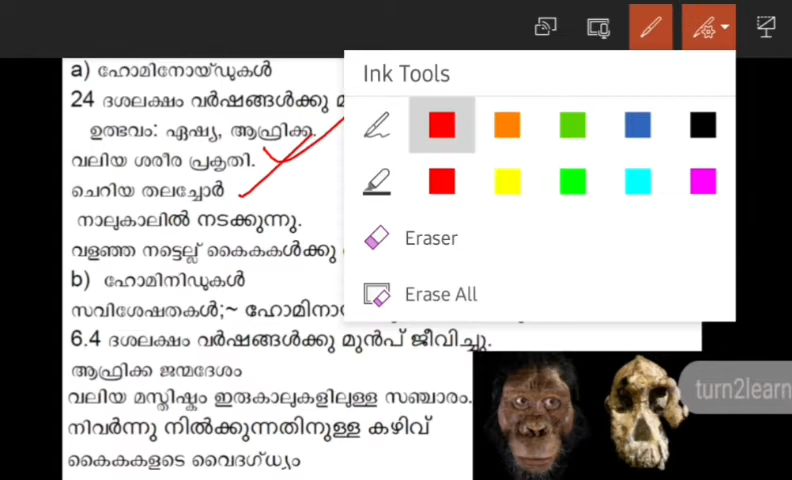 Ink Tools
Eraser
Erase All
a) ഹോമിനോയ്ഡുകൾ
24 ദശലക്ഷം വർഷങ്ങൾക്കു
ഉത്ഭവം: ഏഷ്യ, ആഫ്രിക്ക.
വലിയ ശരീര പ്രകൃതി.
ചെറിയ തലച്ചോർ
നാലുകാലിൽ നടക്കുന്നു.
വളഞ്ഞ നട്ടെല്ല് കൈകൾക്കു
b) ഹോമിനിഡുകൾ
സവിശേഷതകൾ;~ ഹോമിനാ
6.4 ദശലക്ഷം വർഷങ്ങൾക്കു മുൻപ് ജീവിച്ചു.
ആഫ്രിക്ക ജന്മദേശം
വലിയ മസ്തിഷ്കം ഇരുകാലുകളിലുള്ള സഞ്ചാരം.
നിവർന്നു നിൽക്കുന്നതിനുള്ള കഴിവ്
കൈകളുടെ വൈദഗ്ധ്യം
turn2learn